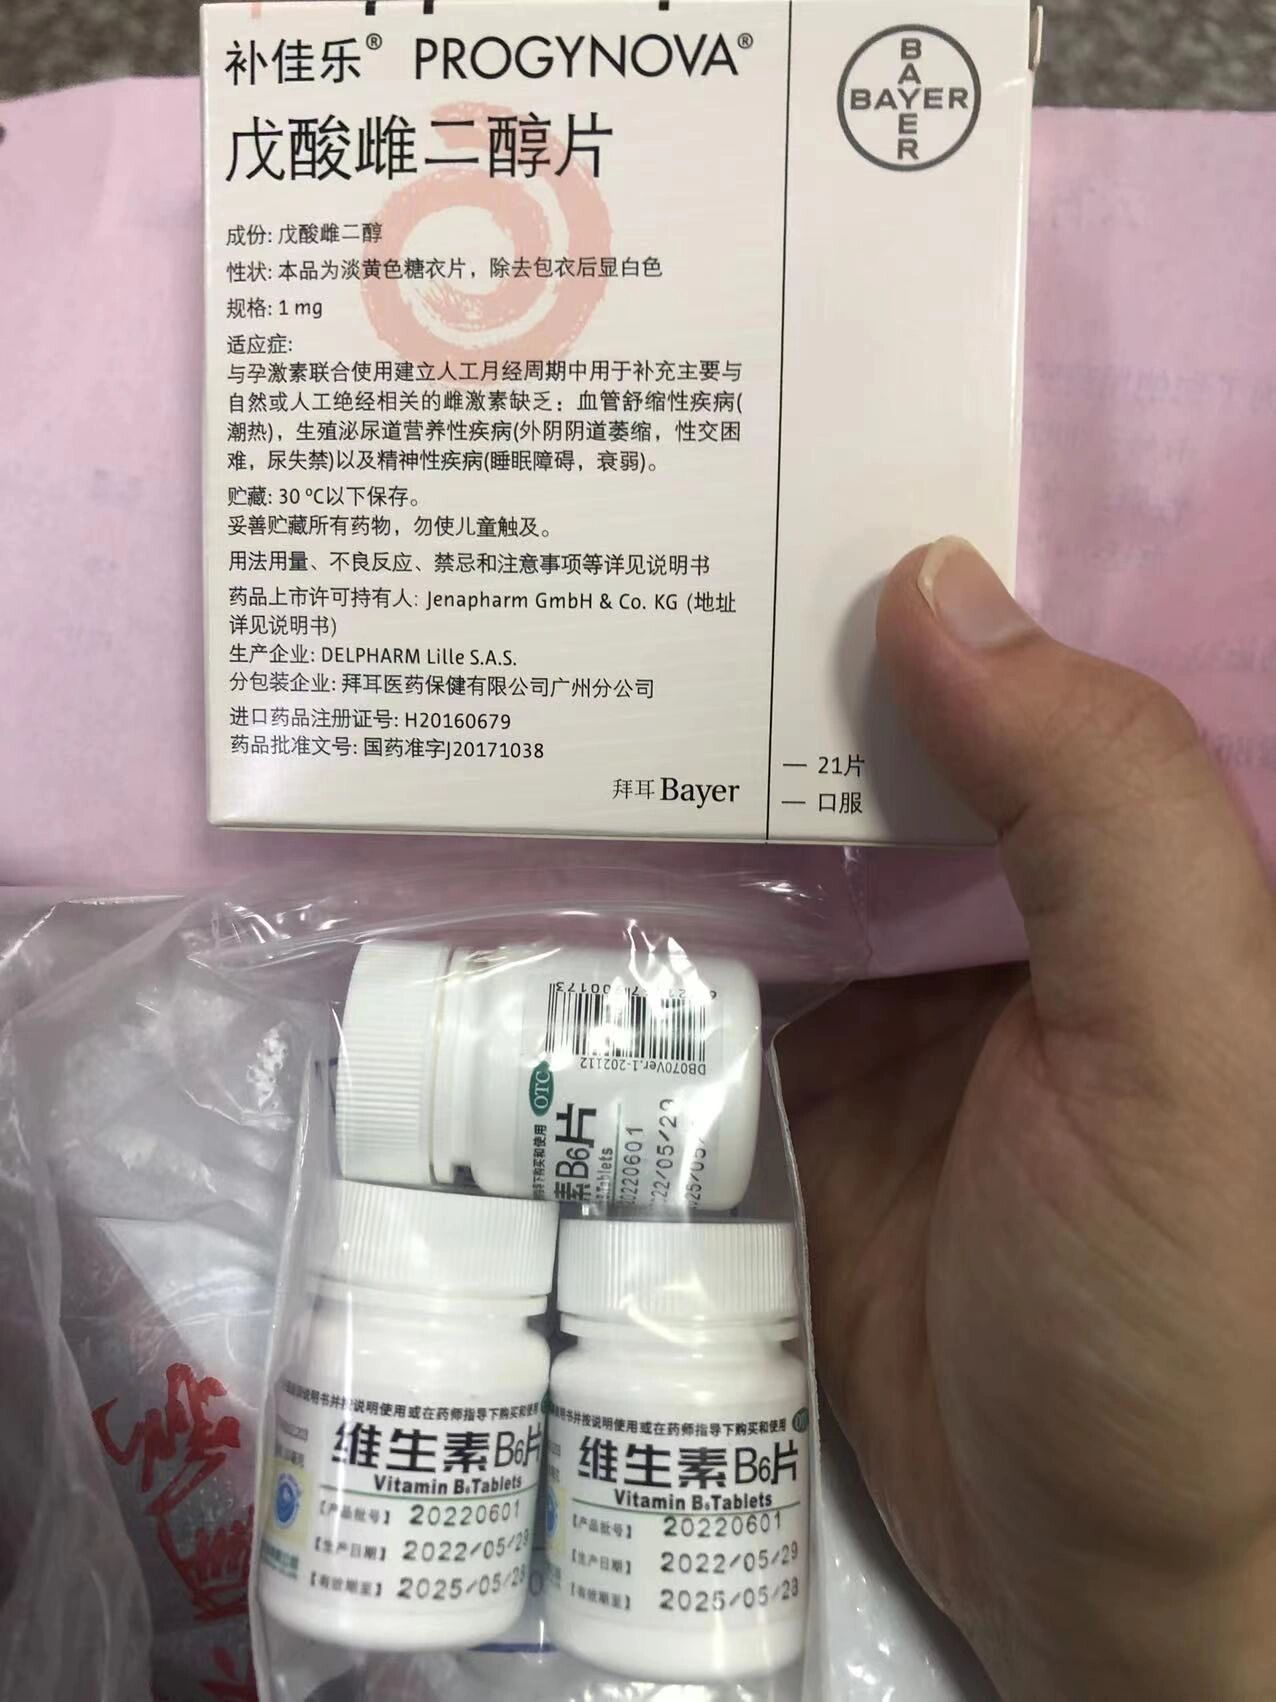 补佳乐® PROGYNOVA®
戊酸雌二醇片
成份: 戊酸雌二醇
性状: 本品为淡黄色糖衣片，除去包衣后显白色
规格: 1 mg
适应症:
与孕激素联合使用建立人工月经周期中用于补充主要与
自然或人工绝经相关的雌激素缺乏：血管舒缩性疾病(
潮热)，生殖泌尿道营养性疾病(外阴阴道萎缩，性交困
难，尿失禁)以及精神性疾病(睡眠障碍，衰弱)。
贮藏: 30 ºC以下保存。
妥善贮藏所有药物，勿使儿童触及。
用法用量、不良反应、禁忌和注意事项等详见说明书
药品上市许可持有人: Jenapharm GmbH & Co. KG (地址
详见说明书)
生产企业: DELPHARM Lille S.A.S.
分包装企业: 拜耳医药保健有限公司广州分公司
进口药品注册证号: H20160679
药品批准文号: 国药准字J20171038
拜耳 Bayer
BAYER
BAYER
— 21片
— 口服
DB070Ver.1-202112
OTC
下购买和使用
素B6片
Tablets
20220601
22/05/29
025/05/
说明书并按说明使用或在药师指导下购买和使用
维生素B6片
Vitamin B6Tablets
【产品批号】 20220601
【生产日期】 2022/05/29
【有效期至】 2025/05/28
明书并按说明使用或在药师指导下购买和使用
维生素B6片
Vitamin B6Tablets
【产品批号】 20220601
【生产日期】 2022/05/29
【有效期至】 2025/05/28